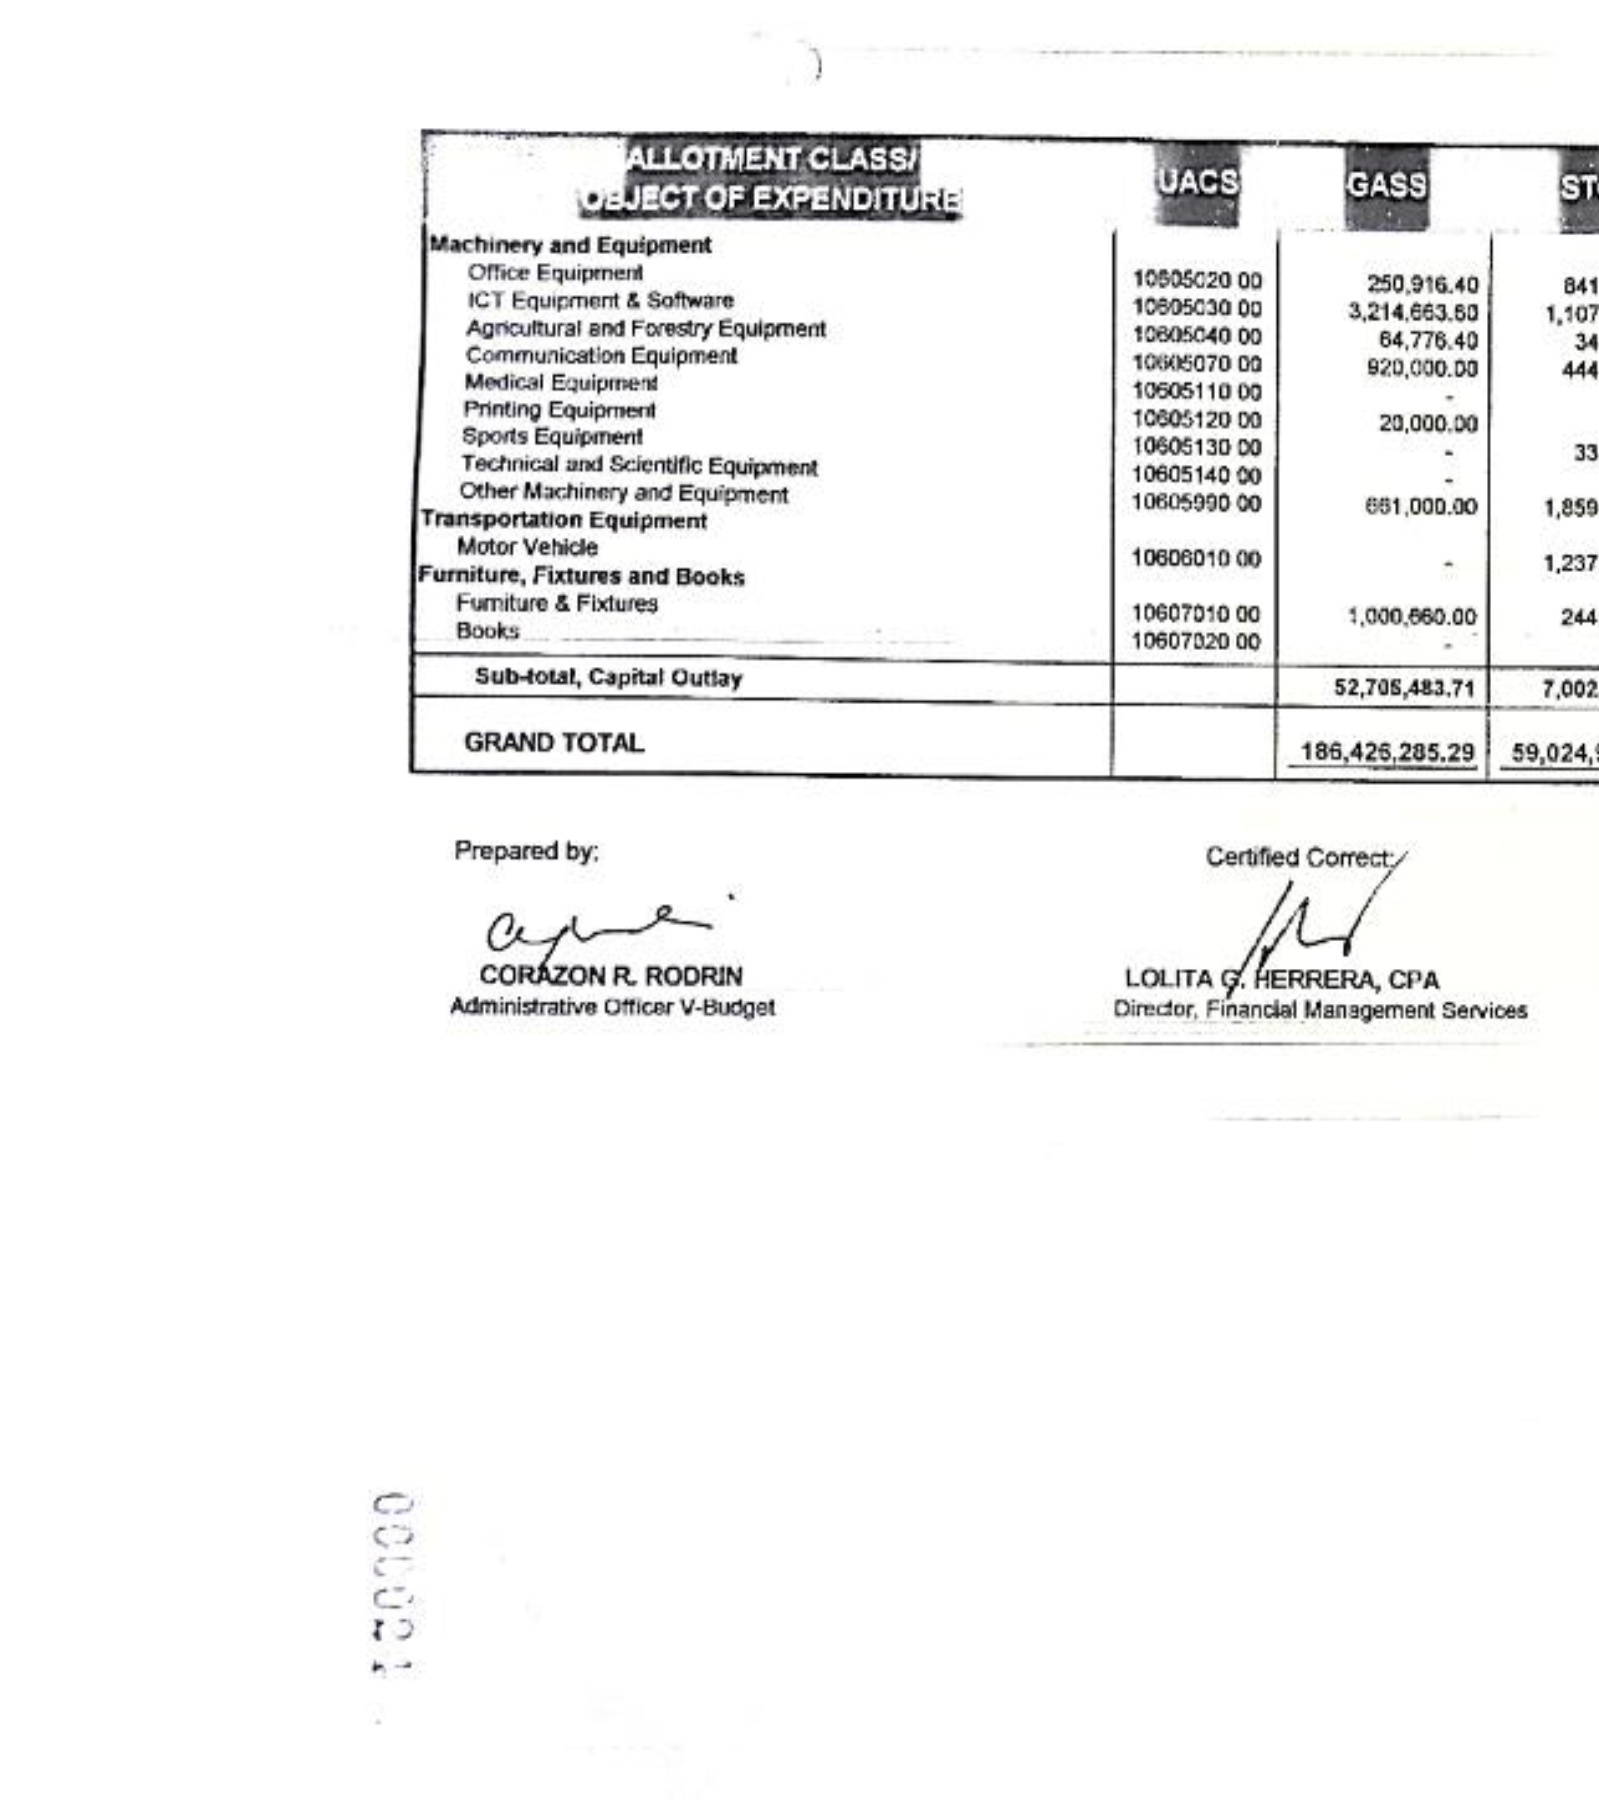 ALLOTMENT CLASS/ OBJECT OF EXPENDITURE UACS GASS
Machinery and Equipment
Office Equipment 10605020 00 250,916.40 841
ICT Equipment & Software 10605030 00 3,214,663.60 1,107
Agricultural and Forestry Equipment 10605040 00 64,776.40 34
Communication Equipment 10605070 00 920,000.00 444
Medical Equipment 10605110 00 -
Printing Equipment 10605120 00 20,000.00
Sports Equipment 10605130 00 - 33
Technical and Scientific Equipment 10605140 00 -
Other Machinery and Equipment 10605990 00 661,000.00 1,859
Transportation Equipment
Motor Vehicle 10606010 00 - 1,237
Furniture, Fixtures and Books
Furniture & Fixtures 10607010 00 1,000,660.00 244
Books 10607020 00 -
Sub-total, Capital Outlay 52,706,483.71 7,002
GRAND TOTAL 186,426,285.29 59,024,
Prepared by: Certified Correct:
CORAZON R. RODRIN LOLITA G. HERRERA, CPA
Administrative Officer V-Budget Director, Financial Management Services
000021